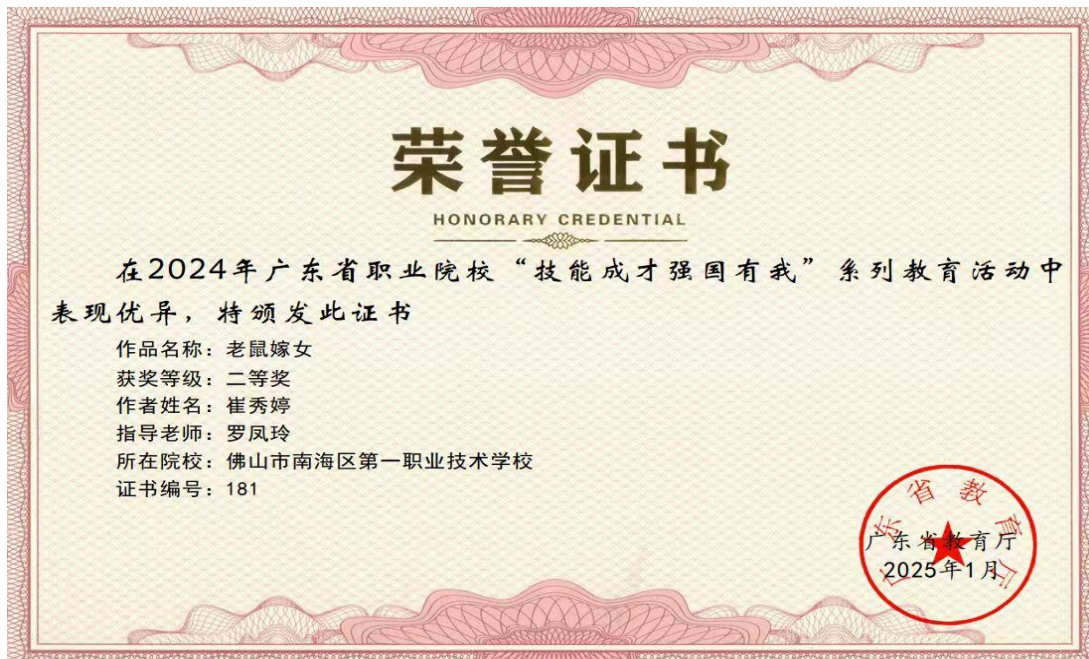 荣誉证书
HONORARY CREDENTIAL
在2024年广东省职业院校“技能成才强国有我”系列教育活动中
表现优异，特颁发此证书
作品名称：老鼠嫁女
获奖等级：二等奖
作者姓名：崔秀婷
指导老师：罗凤玲
所在院校：佛山市南海区第一职业技术学校
证书编号：181
广东省教育厅
广东省教育厅
2025年1月